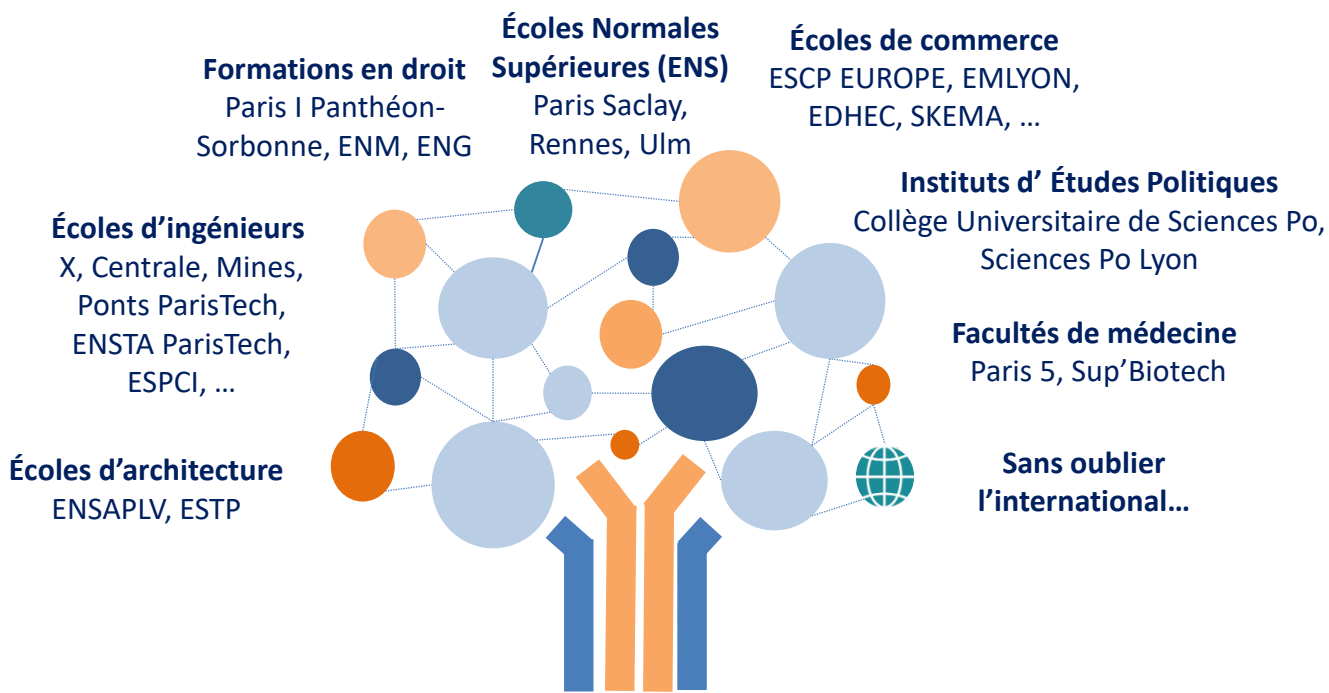 Formations en droit
Paris I Panthéon-
Sorbonne, ENM, ENG
Écoles Normales
Supérieures (ENS)
Paris Saclay,
Rennes, Ulm
Écoles de commerce
ESCP EUROPE, EMLYON,
EDHEC, SKEMA, ...
Instituts d’ Études Politiques
Collège Universitaire de Sciences Po,
Sciences Po Lyon
Écoles d’ingénieurs
X, Centrale, Mines,
Ponts ParisTech,
ENSTA ParisTech,
ESPCI, ...
Facultés de médecine
Paris 5, Sup’Biotech
Écoles d’architecture
ENSAPLV, ESTP
Sans oublier
l’international...